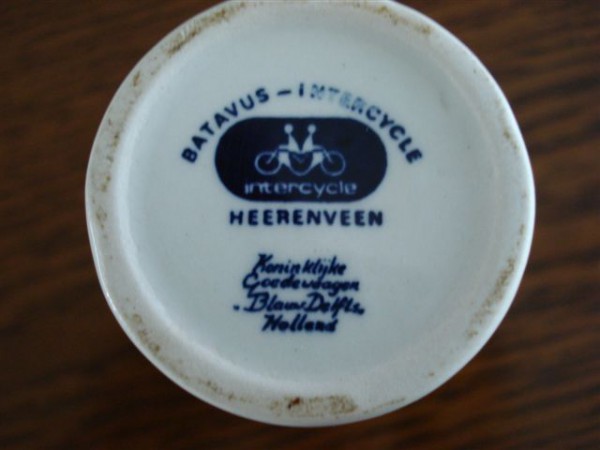 BATAVUS - INTERCYCLE
intercycle
HEERENVEEN
Koninklijke
Goedewaagen
"Blauw Delfts"
Holland